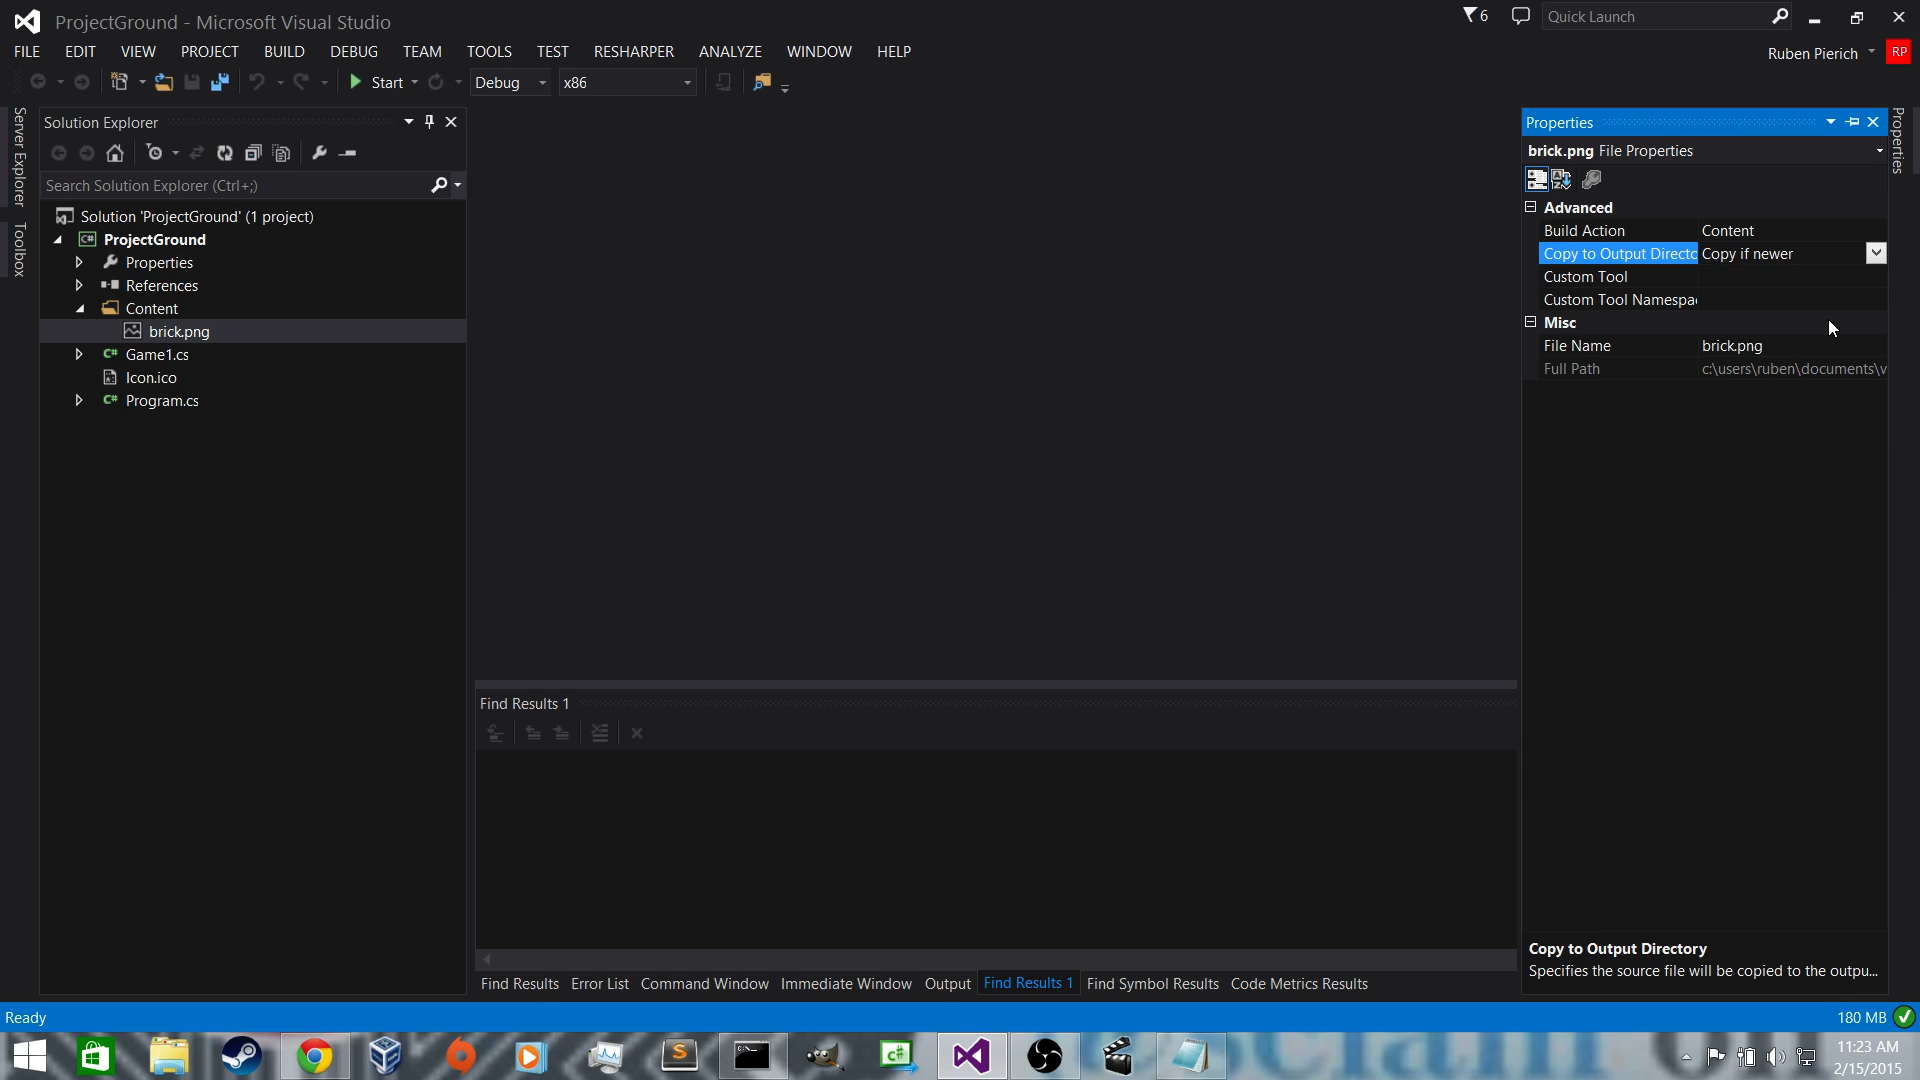 ProjectGround - Microsoft Visual Studio
6
Quick Launch
FILE EDIT VIEW PROJECT BUILD DEBUG TEAM TOOLS TEST RESHARPER ANALYZE WINDOW HELP
Ruben Pierich
RP
Start Debug x86
Server Explorer
Toolbox
Solution Explorer
Search Solution Explorer (Ctrl+;)
Solution 'ProjectGround' (1 project)
C# ProjectGround
Properties
References
Content
brick.png
C# Game1.cs
Icon.ico
C# Program.cs
Find Results 1
Find Results Error List Command Window Immediate Window Output Find Results 1 Find Symbol Results Code Metrics Results
Properties
Properties
brick.png File Properties
Advanced
Build Action Content
Copy to Output Directo Copy if newer
Custom Tool
Custom Tool Namespa
Misc
File Name brick.png
Full Path c:\users\ruben\documents\v
Copy to Output Directory
Specifies the source file will be copied to the outpu...
Ready
180 MB
11:23 AM
2/15/2015